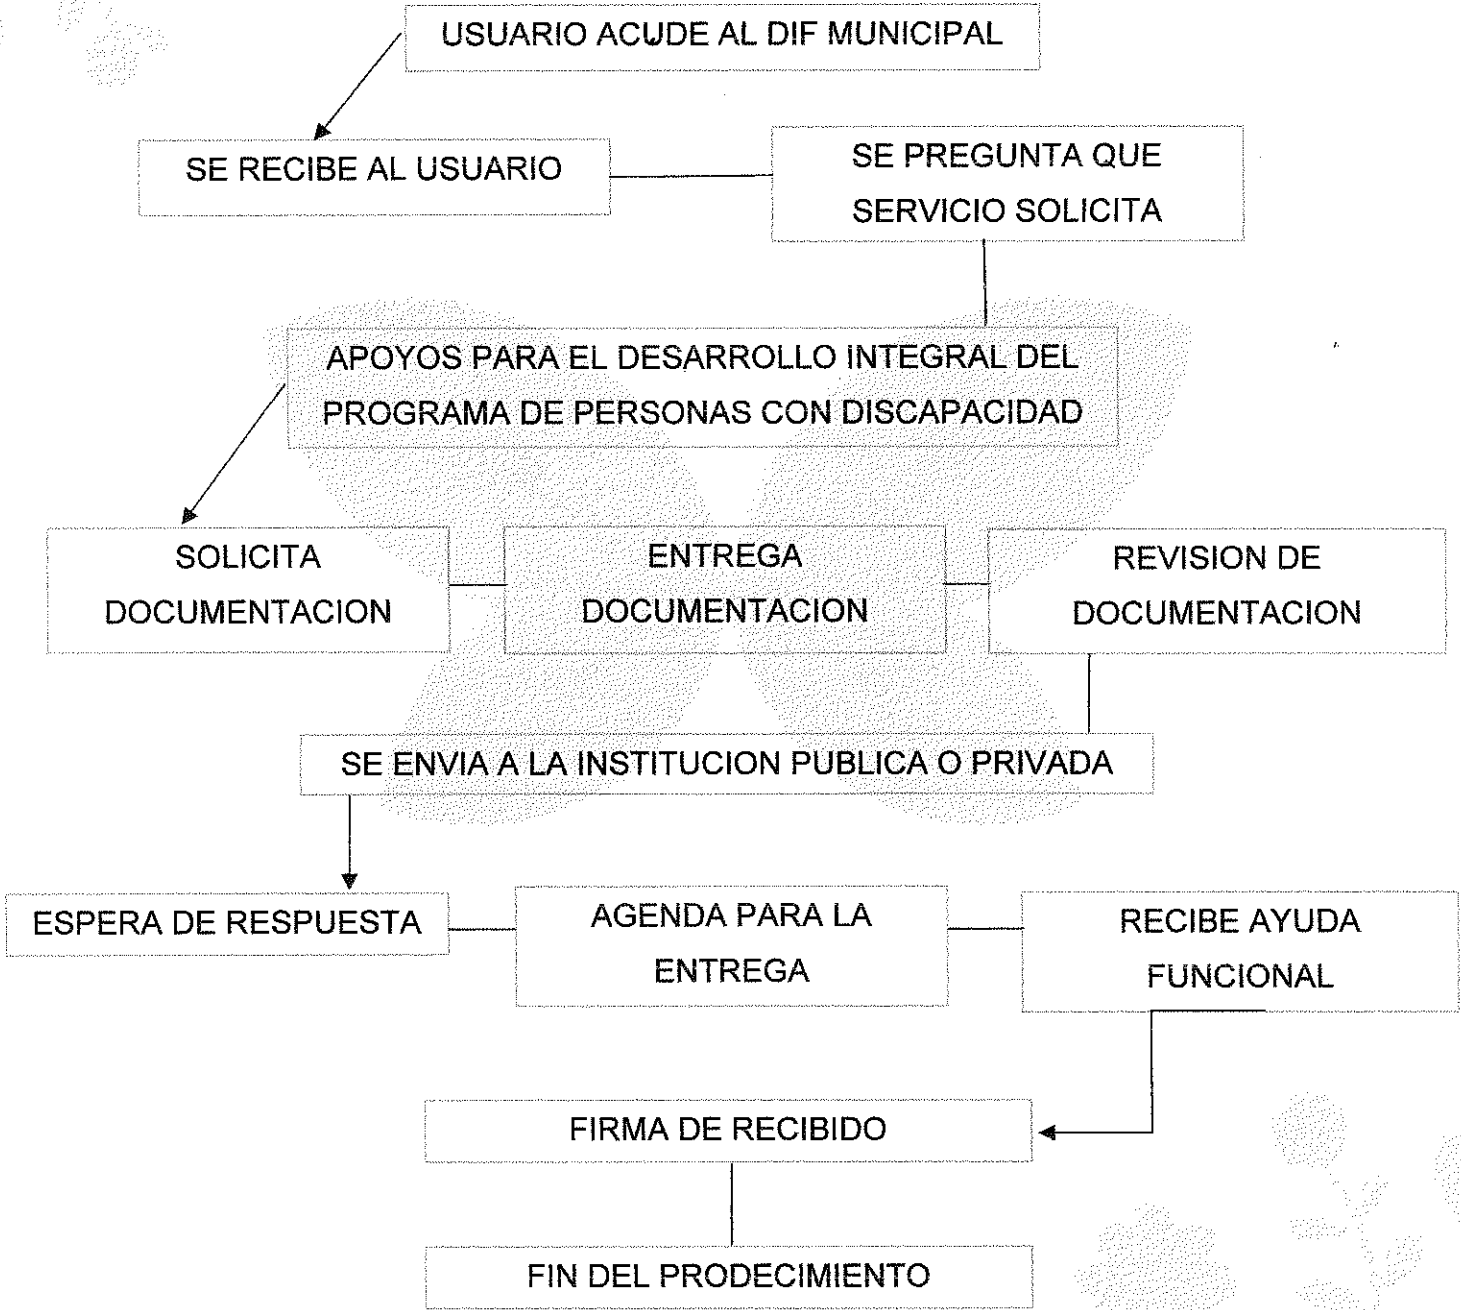 USUARIO ACUDE AL DIF MUNICIPAL
SE RECIBE AL USUARIO
SE PREGUNTA QUE
SERVICIO SOLICITA
APOYOS PARA EL DESARROLLO INTEGRAL DEL
PROGRAMA DE PERSONAS CON DISCAPACIDAD
SOLICITA
DOCUMENTACION
ENTREGA
DOCUMENTACION
REVISION DE
DOCUMENTACION
SE ENVIA A LA INSTITUCION PUBLICA O PRIVADA
ESPERA DE RESPUESTA
AGENDA PARA LA
ENTREGA
RECIBE AYUDA
FUNCIONAL
FIRMA DE RECIBIDO
FIN DEL PRODECIMIENTO